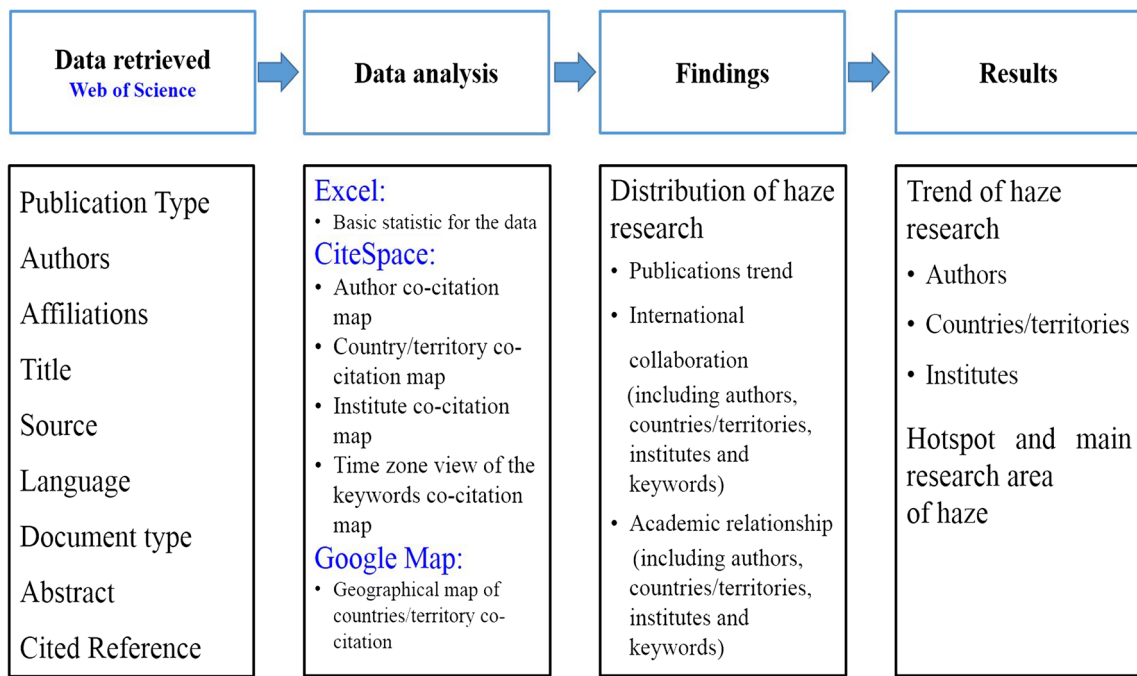 Data retrieved
Web of Science
Data analysis
Findings
Results
Publication Type
Authors
Affiliations
Title
Source
Language
Document type
Abstract
Cited Reference
Excel:
• Basic statistic for the data
CiteSpace:
• Author co-citation
map
• Country/territory co-
citation map
• Institute co-citation
map
• Time zone view of the
keywords co-citation
map
Google Map:
• Geographical map of
countries/territory co-
citation
Distribution of haze
research
• Publications trend
• International
collaboration
(including authors,
countries/territories,
institutes and
keywords)
• Academic relationship
(including authors,
countries/territories,
institutes and
keywords)
Trend of haze
research
• Authors
• Countries/territories
• Institutes
Hotspot and main
research area
of haze